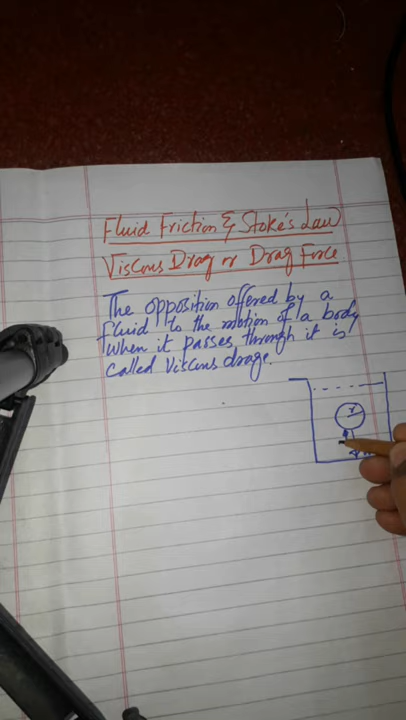 Fluid Friction & Stoke's Law
Viscous Drag or Drag Force
The opposition offered by a
fluid to the motion of a body
when it passes through it is
called Viscous drage.
r